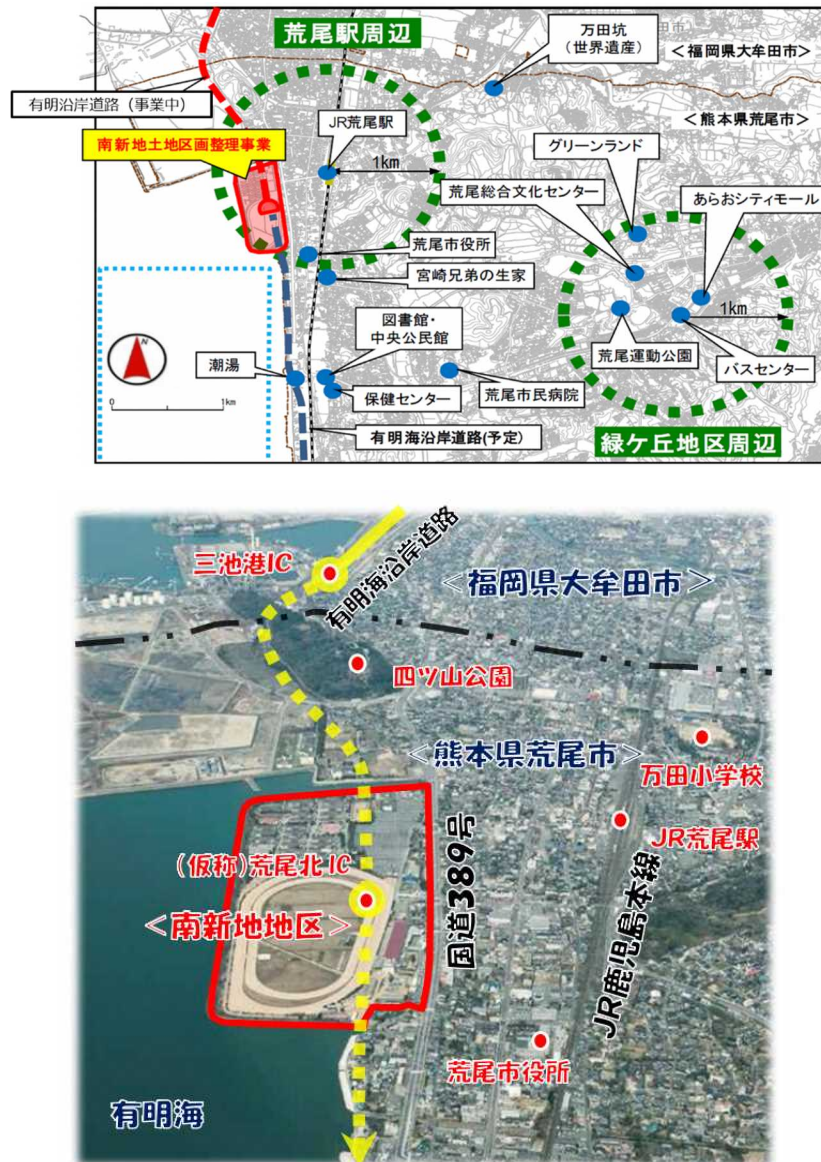 荒尾駅周辺
万田坑
（世界遺産）
＜福岡県大牟田市＞
有明沿岸道路（事業中）
JR荒尾駅
＜熊本県荒尾市＞
南新地土地区画整理事業
グリーンランド
1km
荒尾総合文化センター
あらおシティモール
荒尾市役所
宮崎兄弟の生家
1km
図書館・
中央公民館
N
潮湯
荒尾運動公園
バスセンター
保健センター
荒尾市民病院
0
1km
有明海沿岸道路(予定)
緑ケ丘地区周辺
三池港IC
有明海沿岸道路
＜福岡県大牟田市＞
四ツ山公園
＜熊本県荒尾市＞
万田小学校
JR荒尾駅
(仮称)荒尾北IC
国道389号
＜南新地地区＞
JR鹿児島本線
荒尾市役所
有明海